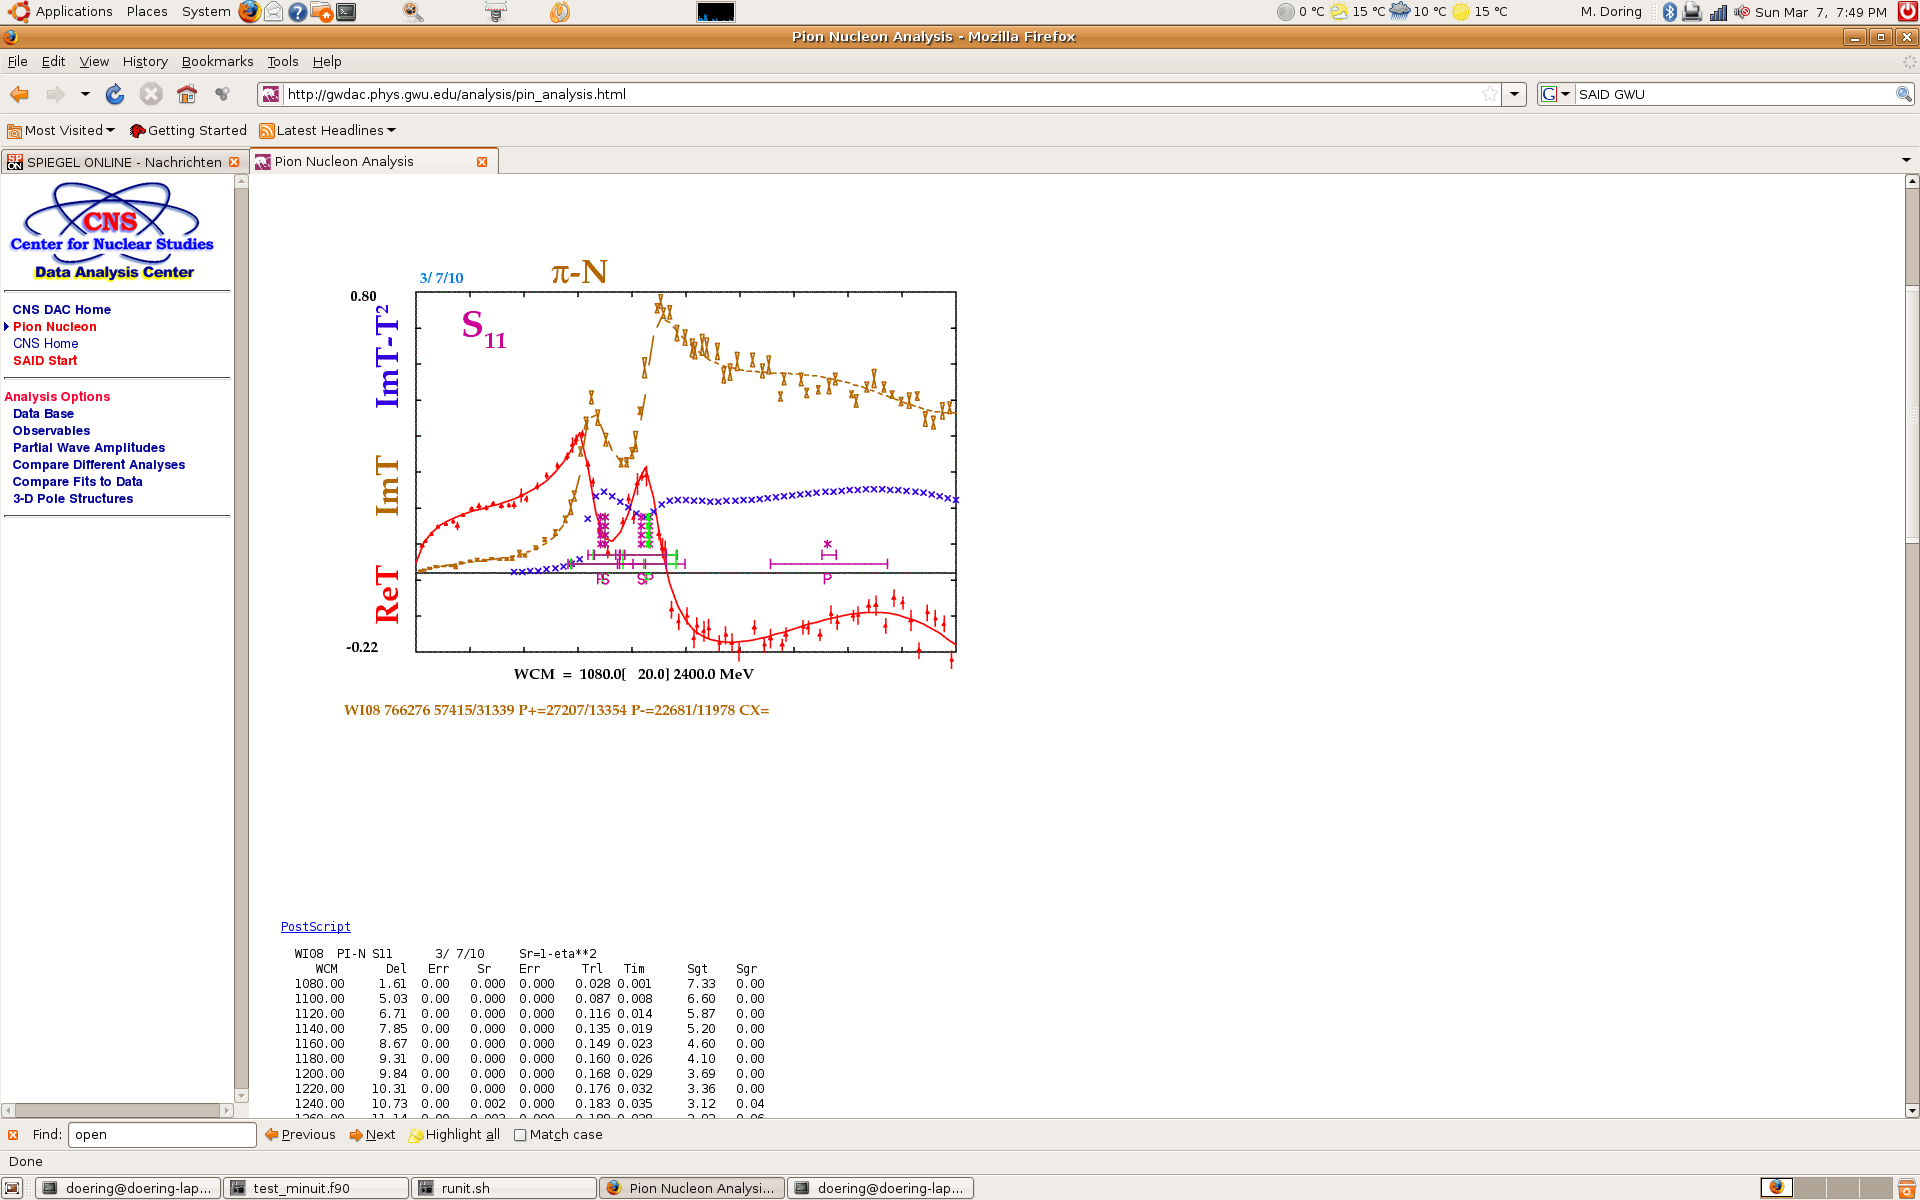 Applications Places System 0 °C 15 °C 10 °C 15 °C M. Doring Sun Mar 7, 7:49 PM
Pion Nucleon Analysis - Mozilla Firefox
File Edit View History Bookmarks Tools Help
http://gwdac.phys.gwu.edu/analysis/pin_analysis.html G SAID GWU
Most Visited Getting Started Latest Headlines
SPIEGEL ONLINE - Nachrichten Pion Nucleon Analysis
CNS
Center for Nuclear Studies
Data Analysis Center
CNS DAC Home
Pion Nucleon
CNS Home
SAID Start
Analysis Options
Data Base
Observables
Partial Wave Amplitudes
Compare Different Analyses
Compare Fits to Data
3-D Pole Structures
3/ 7/10 π-N
0.80
S11
ImT-T²
ImT
ReT
S P
P
-0.22
WCM = 1080.0[ 20.0] 2400.0 MeV
WI08 766276 57415/31339 P+=27207/13354 P-=22681/11978 CX=
PostScript
WI08 PI-N S11 3/ 7/10 Sr=1-eta**2
WCM Del Err Sr Err Trl Tim Sgt Sgr
1080.00 1.61 0.00 0.000 0.000 0.028 0.001 7.33 0.00
1100.00 5.03 0.00 0.000 0.000 0.087 0.008 6.60 0.00
1120.00 6.71 0.00 0.000 0.000 0.116 0.014 5.87 0.00
1140.00 7.85 0.00 0.000 0.000 0.135 0.019 5.20 0.00
1160.00 8.67 0.00 0.000 0.000 0.149 0.023 4.60 0.00
1180.00 9.31 0.00 0.000 0.000 0.160 0.026 4.10 0.00
1200.00 9.84 0.00 0.000 0.000 0.168 0.029 3.69 0.00
1220.00 10.31 0.00 0.000 0.000 0.176 0.032 3.36 0.00
1240.00 10.73 0.00 0.002 0.000 0.183 0.035 3.12 0.04
Find: open Previous Next Highlight all Match case
Done
doering@doering-lap... test_minuit.f90 runit.sh Pion Nucleon Analysi... doering@doering-lap...